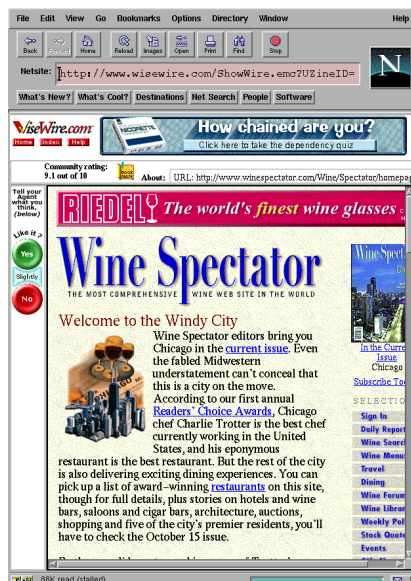 File Edit View Go Bookmarks Options Directory Window Help
Back Forward Home Reload Images Open Print Find Stop
N
Netsite: http://www.wisewire.com/ShowWire.emc?UZineID=
What's New? What's Cool? Destinations Net Search People Software
WiseWire.com
Home Index Help
NICORETTE
How chained are you?
Click here to take the dependency quiz
Community rating:
9.1 out of 10
book mark
About: URL: http://www.winespectator.com/Wine/Spectator/homepag
Tell your
Agent
what you
think.
(below)
Like it?
Yes
Slightly
No
RIEDEL The world's finest wine glasses
Wine Spectator
THE MOST COMPREHENSIVE WINE WEB SITE IN THE WORLD
Welcome to the Windy City
Wine Spectator editors bring you
Chicago in the current issue. Even
the fabled Midwestern
understatement can't conceal that
this is a city on the move.
According to our first annual
Readers' Choice Awards, Chicago
chef Charlie Trotter is the best chef
currently working in the United
States, and his eponymous
restaurant is the best restaurant. But the rest of the city
is also delivering exciting dining experiences. You can
pick up a list of award-winning restaurants on this site,
though for full details, plus stories on hotels and wine
bars, saloons and cigar bars, architecture, auctions,
shopping and five of the city's premier residents, you'll
have to check the October 15 issue.
Wine Spect
In the Curre
Issue
Chicago
Subscribe To
SELECTIO
Sign In
Daily Report
Wine Searc
Wine Menu
Travel
Dining
Wine Forum
Wine Librar
Weekly Pol
Stock Quote
Events
86K read (stalled)